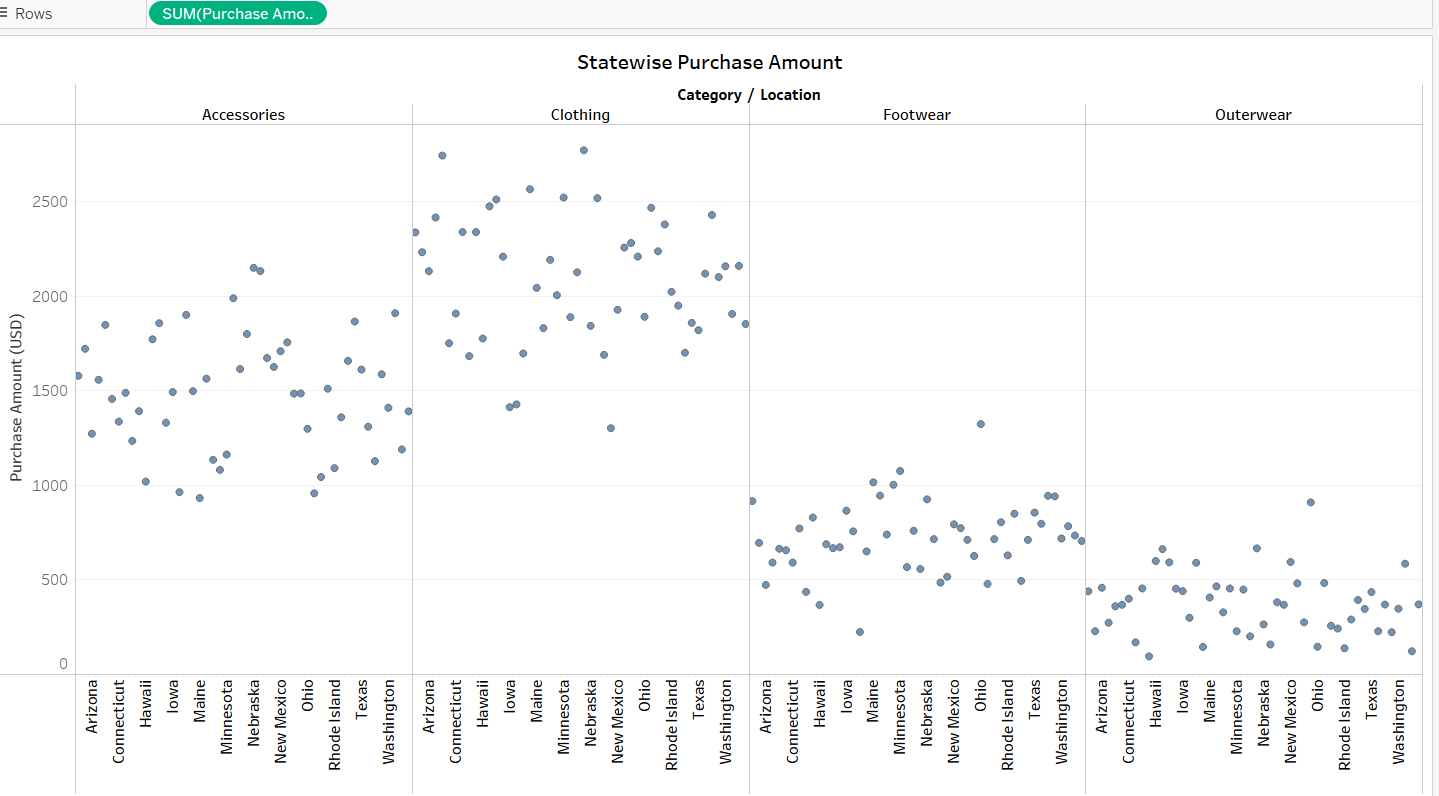 Rows
SUM(Purchase Amo..
Statewise Purchase Amount
Category / Location
Accessories Clothing Footwear Outerwear
Purchase Amount (USD)
2500
2000
1500
1000
500
0
Arizona Connecticut Hawaii Iowa Maine Minnesota Nebraska New Mexico Ohio Rhode Island Texas Washington Arizona Connecticut Hawaii Iowa Maine Minnesota Nebraska New Mexico Ohio Rhode Island Texas Washington Arizona Connecticut Hawaii Iowa Maine Minnesota Nebraska New Mexico Ohio Rhode Island Texas Washington Arizona Connecticut Hawaii Iowa Maine Minnesota Nebraska New Mexico Ohio Rhode Island Texas Washington